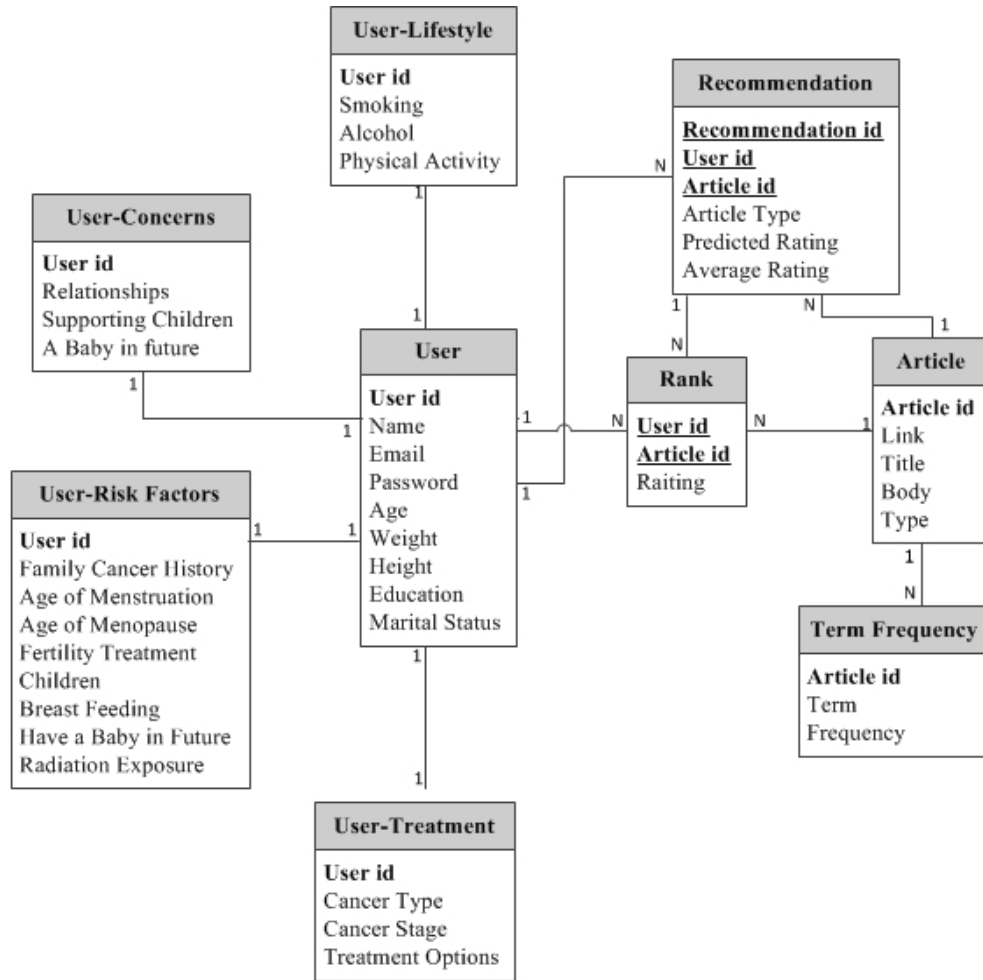 User-Lifestyle
User id
Smoking
Alcohol
Physical Activity
1
Recommendation
Recommendation id
User id
Article id
Article Type
Predicted Rating
Average Rating
N
1
N
User-Concerns
User id
Relationships
Supporting Children
A Baby in future
1
1
User
User id
Name
Email
Password
Age
Weight
Height
Education
Marital Status
1
1
1
1
1
N
N
Rank
User id
Article id
Raiting
N
1
Article
Article id
Link
Title
Body
Type
1
1
N
User-Risk Factors
User id
Family Cancer History
Age of Menstruation
Age of Menopause
Fertility Treatment
Children
Breast Feeding
Have a Baby in Future
Radiation Exposure
1
Term Frequency
Article id
Term
Frequency
1
User-Treatment
User id
Cancer Type
Cancer Stage
Treatment Options